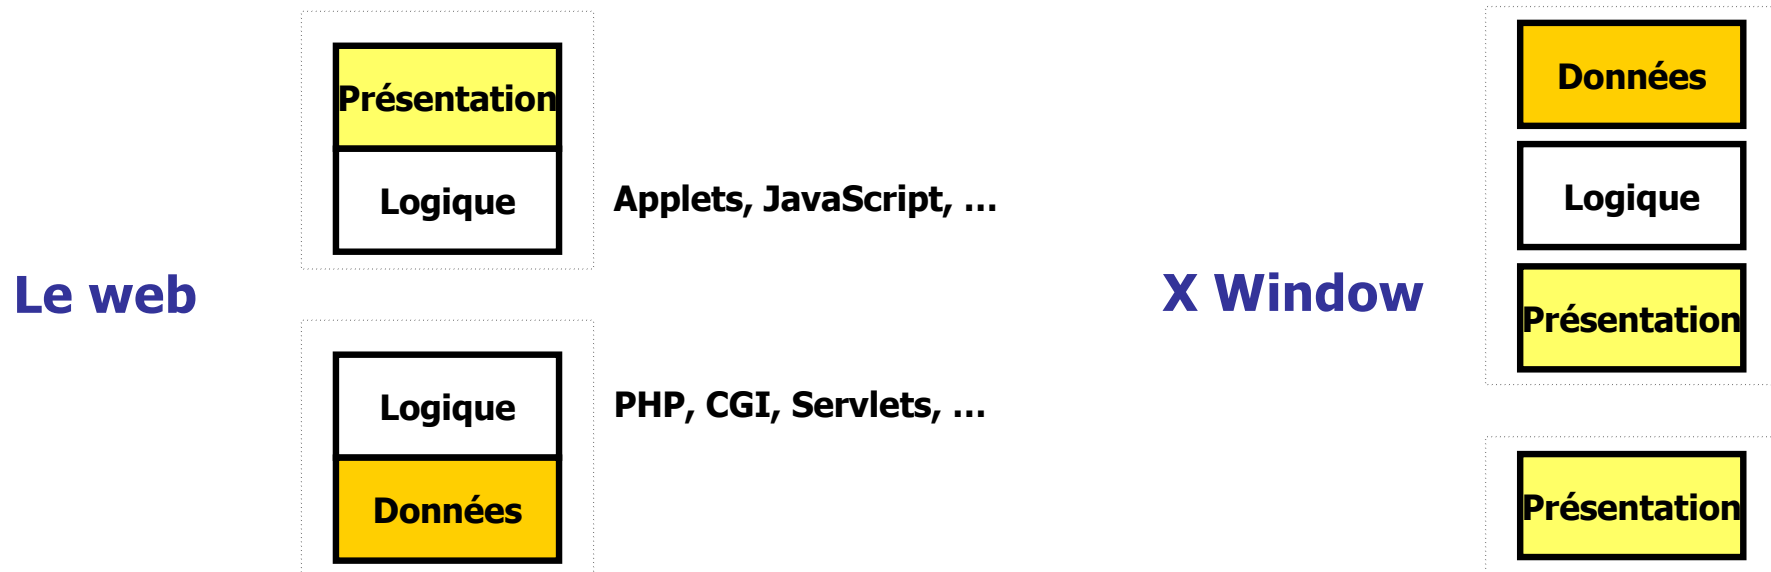 Le web
Présentation
Logique
Applets, JavaScript, …
Logique
PHP, CGI, Servlets, …
Données
X Window
Données
Logique
Présentation
Présentation